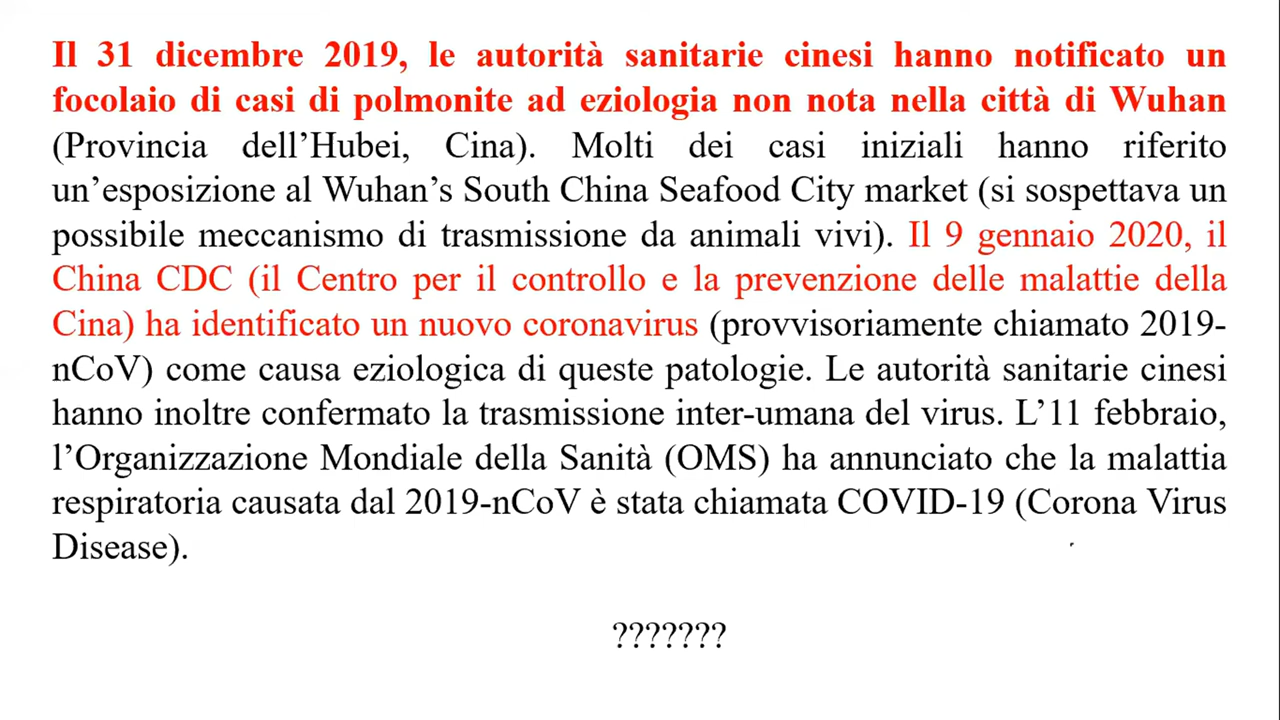 Il 31 dicembre 2019, le autorità sanitarie cinesi hanno notificato un
focolaio di casi di polmonite ad eziologia non nota nella città di Wuhan
(Provincia dell’Hubei, Cina). Molti dei casi iniziali hanno riferito
un’esposizione al Wuhan’s South China Seafood City market (si sospettava un
possibile meccanismo di trasmissione da animali vivi). Il 9 gennaio 2020, il
China CDC (il Centro per il controllo e la prevenzione delle malattie della
Cina) ha identificato un nuovo coronavirus (provvisoriamente chiamato 2019-
nCoV) come causa eziologica di queste patologie. Le autorità sanitarie cinesi
hanno inoltre confermato la trasmissione inter-umana del virus. L’11 febbraio,
l’Organizzazione Mondiale della Sanità (OMS) ha annunciato che la malattia
respiratoria causata dal 2019-nCoV è stata chiamata COVID-19 (Corona Virus
Disease).
???????